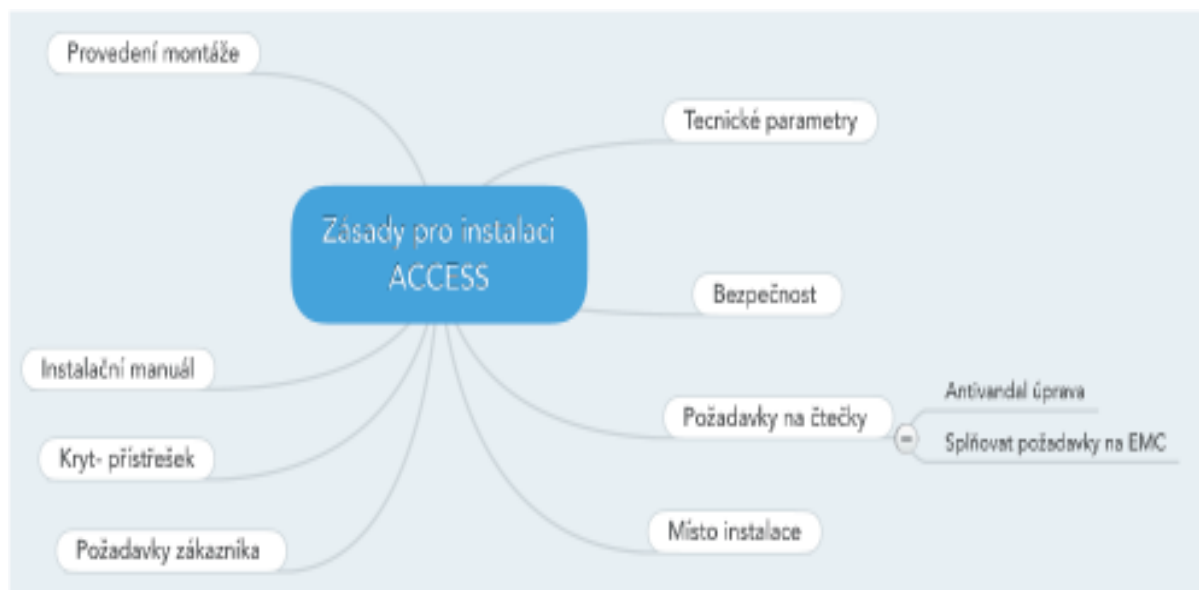 Provedení montáže
Tecnické parametry
Zásady pro instalaci
ACCESS
Bezpečnost
Instalační manuál
Požadavky na čtečky
Antivandal úprava
Splňovat požadavky na EMC
Kryt- přístřešek
Místo instalace
Požadavky zákazníka